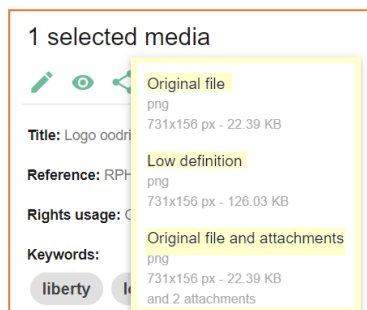 1 selected media
Original file
png
731x156 px - 22.39 KB
Title: Logo oodri
Low definition
png
Reference: RPH
731x156 px - 126.03 KB
Rights usage:
Original file and attachments
png
Keywords:
731x156 px - 22.39 KB
liberty
and 2 attachments